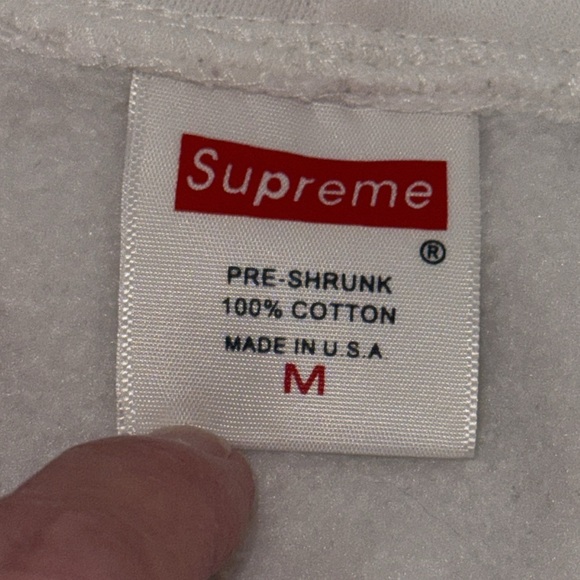 Supreme
®
PRE-SHRUNK
100% COTTON
MADE IN U.S.A
M